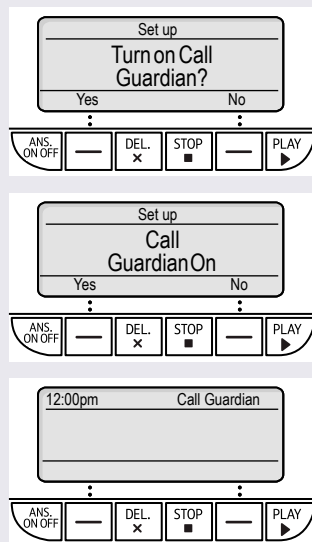 Set up
Turn on Call
Guardian?
Yes No
ANS. DEL. STOP PLAY
ON OFF
Set up
Call
Guardian On
Yes No
ANS. DEL. STOP PLAY
ON OFF
12:00pm Call Guardian
ANS. DEL. STOP PLAY
ON OFF